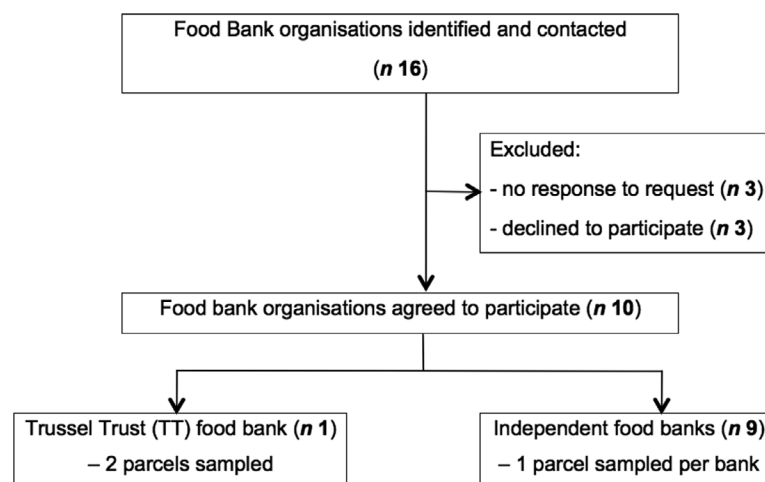 Food Bank organisations identified and contacted
(n 16)
Excluded:
- no response to request (n 3)
- declined to participate (n 3)
Food bank organisations agreed to participate (n 10)
Trussel Trust (TT) food bank (n 1)
– 2 parcels sampled
Independent food banks (n 9)
– 1 parcel sampled per bank